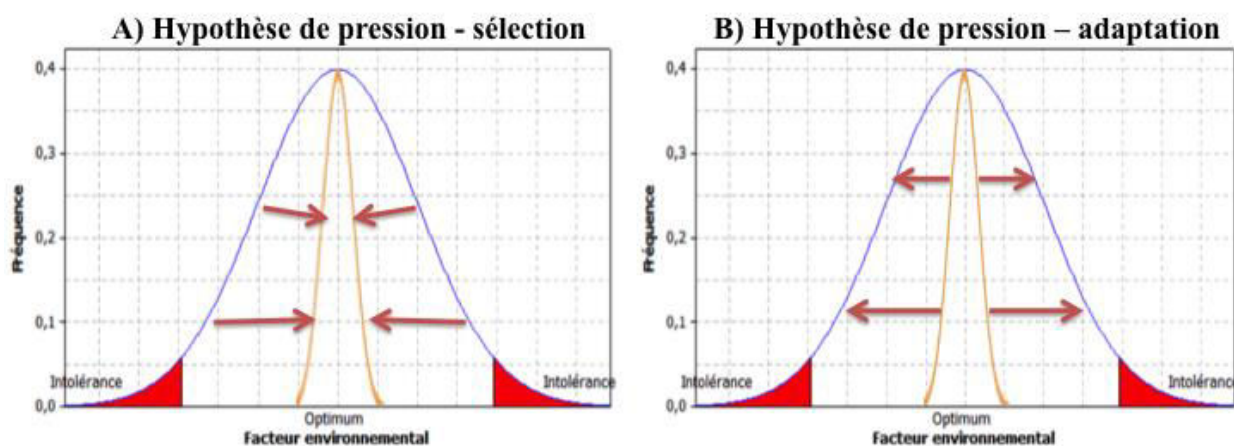 A) Hypothèse de pression - sélection
0,4
0,3
0,2
0,1
0,0
Fréquence
Intolérance
Intolérance
Optimum
Facteur environnemental
B) Hypothèse de pression – adaptation
0,4
0,3
0,2
0,1
0,0
Fréquence
Intolérance
Intolérance
Optimum
Facteur environnemental